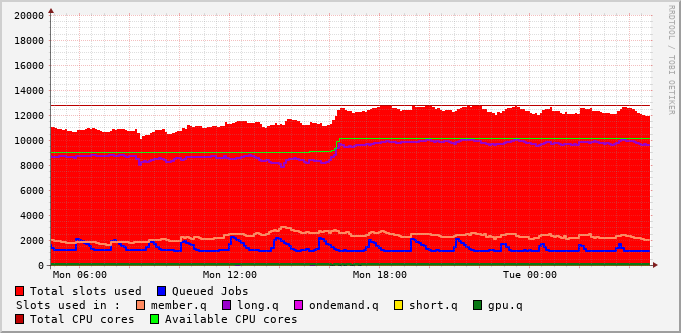 20000
18000
16000
14000
12000
10000
8000
6000
4000
2000
0
Mon 06:00 Mon 12:00 Mon 18:00 Tue 00:00
Total slots used Queued Jobs
Slots used in : member.q long.q ondemand.q short.q gpu.q
Total CPU cores Available CPU cores
RRDTOOL / TOBI OETIKER